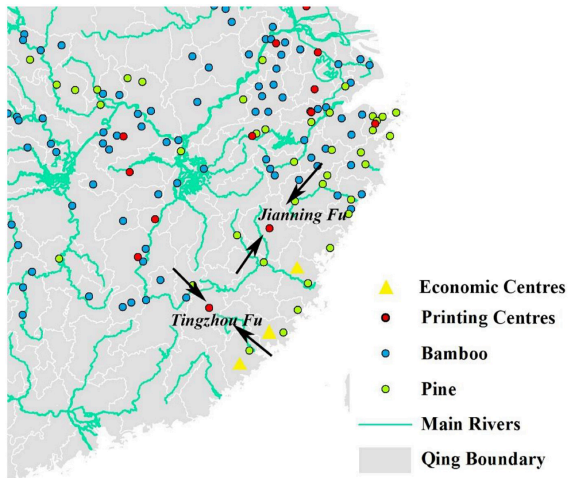 Jianning Fu
Tingzhou Fu
Economic Centres
Printing Centres
Bamboo
Pine
Main Rivers
Qing Boundary